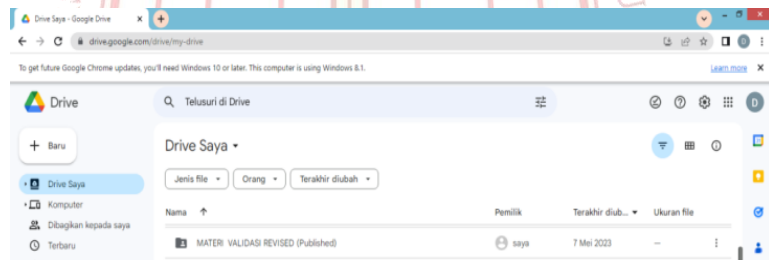 Drive Saya - Google Drive
drive.google.com/drive/my-drive
To get future Google Chrome updates, you'll need Windows 10 or later. This computer is using Windows 8.1. Learn more
Drive
Telusuri di Drive
D
Baru
Drive Saya
Jenis file
Orang
Terakhir diubah
Drive Saya
Komputer
Dibagikan kepada saya
Terbaru
Nama
Pemilik
Terakhir diub...
Ukuran file
MATERI VALIDASI REVISED (Published)
saya
7 Mei 2023
—